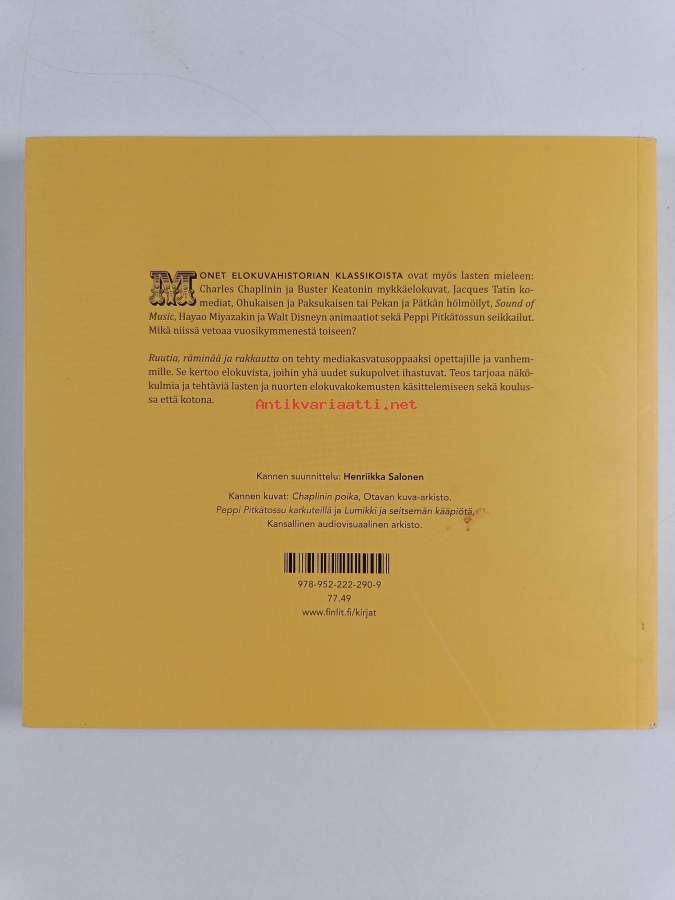 MONET ELOKUVAHISTORIAN KLASSIKOISTA ovat myös lasten mieleen:
Charles Chaplinin ja Buster Keatonin mykkäelokuvat, Jacques Tatin ko-
mediat, Ohukaisen ja Paksukaisen tai Pekan ja Pätkän hölmöilyt, Sound of
Music, Hayao Miyazakin ja Walt Disneyn animaatiot sekä Peppi Pitkätossun seikkailut.
Mikä niissä vetoaa vuosikymmenestä toiseen?
Ruutia, räminää ja rakkautta on tehty mediakasvatusoppaaksi opettajille ja vanhem-
mille. Se kertoo elokuvista, joihin yhä uudet sukupolvet ihastuvat. Teos tarjoaa näkö-
kulmia ja tehtäviä lasten ja nuorten elokuvakokemusten käsittelemiseen sekä koulus-
sa että kotona.
Antikvariaatti.net
Kannen suunnittelu: Henriikka Salonen
Kannen kuvat: Chaplinin poika, Otavan kuva-arkisto.
Peppi Pitkätossu karkuteillä ja Lumikki ja seitsemän kääpiötä,
Kansallinen audiovisuaalinen arkisto.
978-952-222-290-9
77.49
www.finlit.fi/kirjat